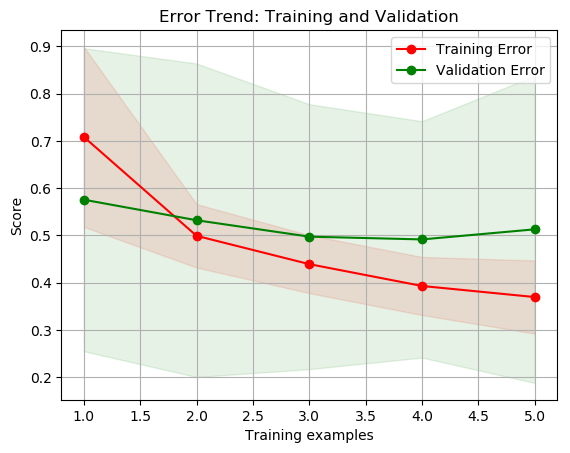 Error Trend: Training and Validation
Training Error
Validation Error
Score
0.9
0.8
0.7
0.6
0.5
0.4
0.3
0.2
1.0 1.5 2.0 2.5 3.0 3.5 4.0 4.5 5.0
Training examples